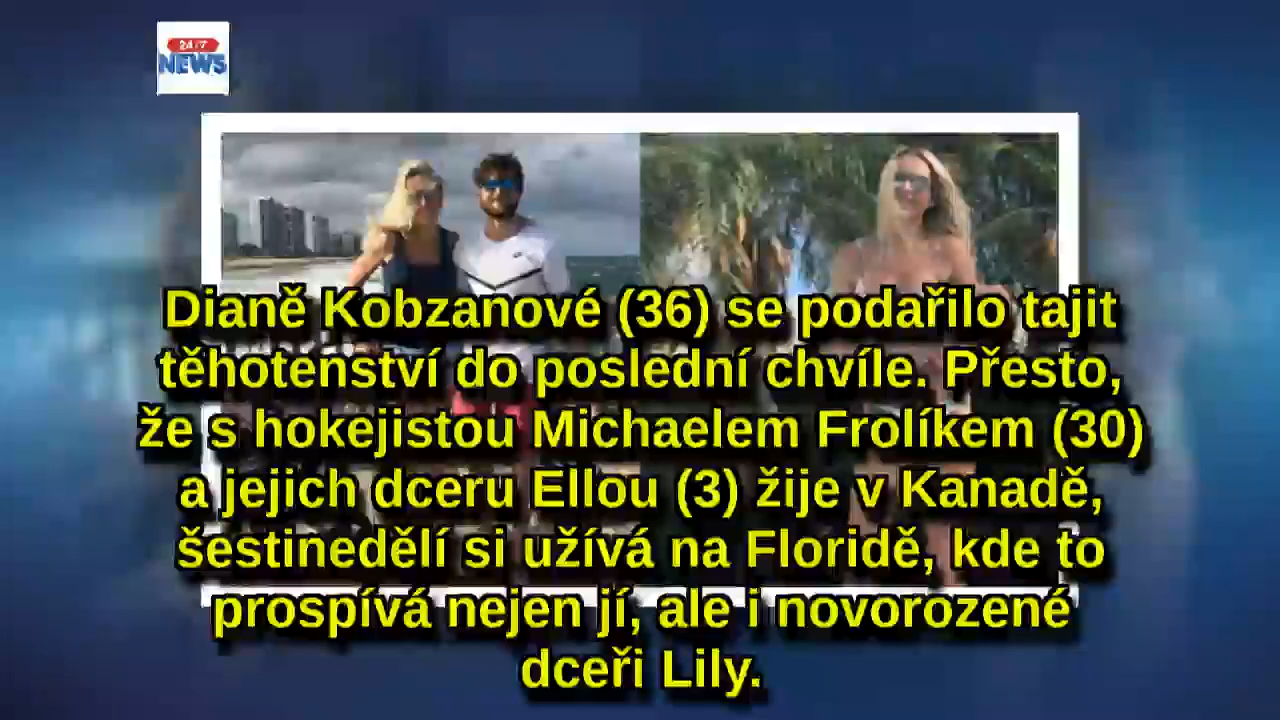 24/7
NEWS
Dianě Kobzanové (36) se podařilo tajit
těhotenství do poslední chvíle. Přesto,
že s hokejistou Michaelem Frolíkem (30)
a jejich dceru Ellou (3) žije v Kanadě,
šestinedělí si užívá na Floridě, kde to
prospívá nejen jí, ale i novorozené
dceři Lily.